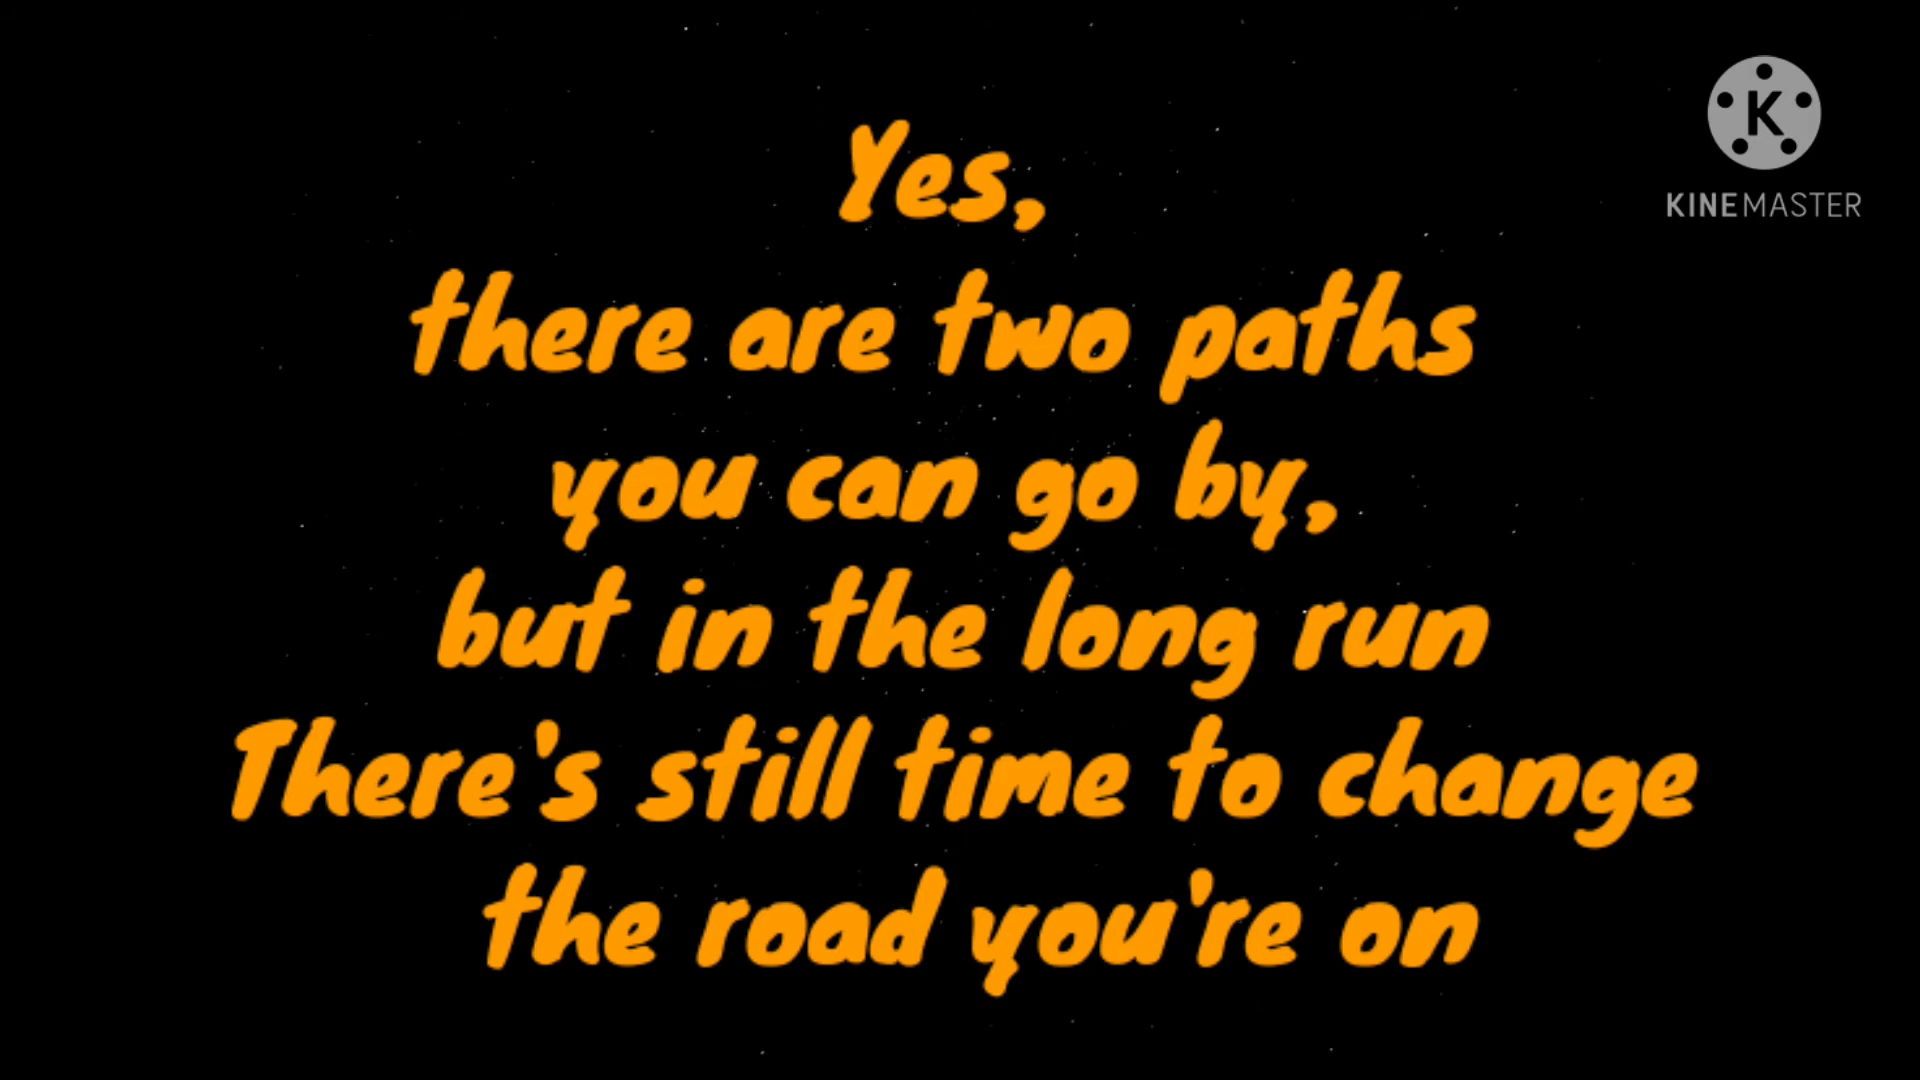 Yes,
there are two paths
you can go by,
but in the long run
There's still time to change
the road you're on
K
KINEMASTER